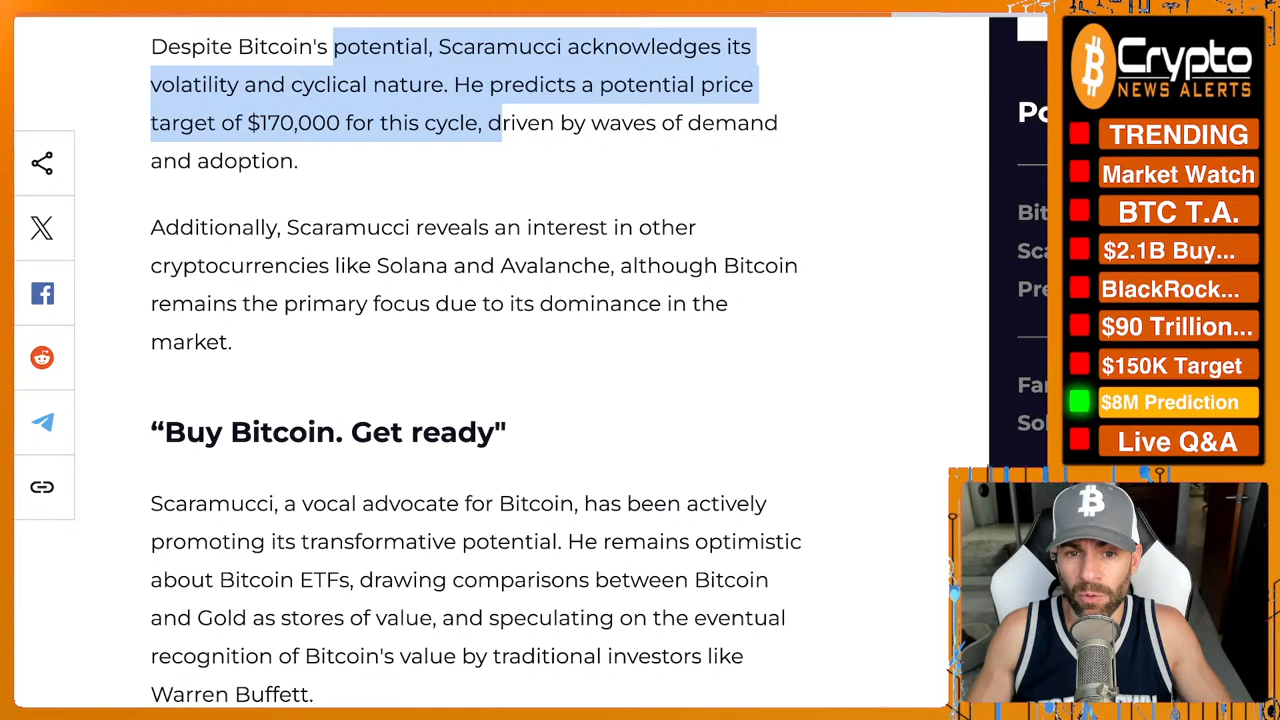 Despite Bitcoin's potential, Scaramucci acknowledges its
volatility and cyclical nature. He predicts a potential price
target of $170,000 for this cycle, driven by waves of demand
and adoption.
Additionally, Scaramucci reveals an interest in other
cryptocurrencies like Solana and Avalanche, although Bitcoin
remains the primary focus due to its dominance in the
market.
“Buy Bitcoin. Get ready"
Scaramucci, a vocal advocate for Bitcoin, has been actively
promoting its transformative potential. He remains optimistic
about Bitcoin ETFs, drawing comparisons between Bitcoin
and Gold as stores of value, and speculating on the eventual
recognition of Bitcoin's value by traditional investors like
Warren Buffett.
Crypto
NEWS ALERTS
TRENDING
Market Watch
BTC T.A.
$2.1B Buy...
BlackRock...
$90 Trillion...
$150K Target
$8M Prediction
Live Q&A